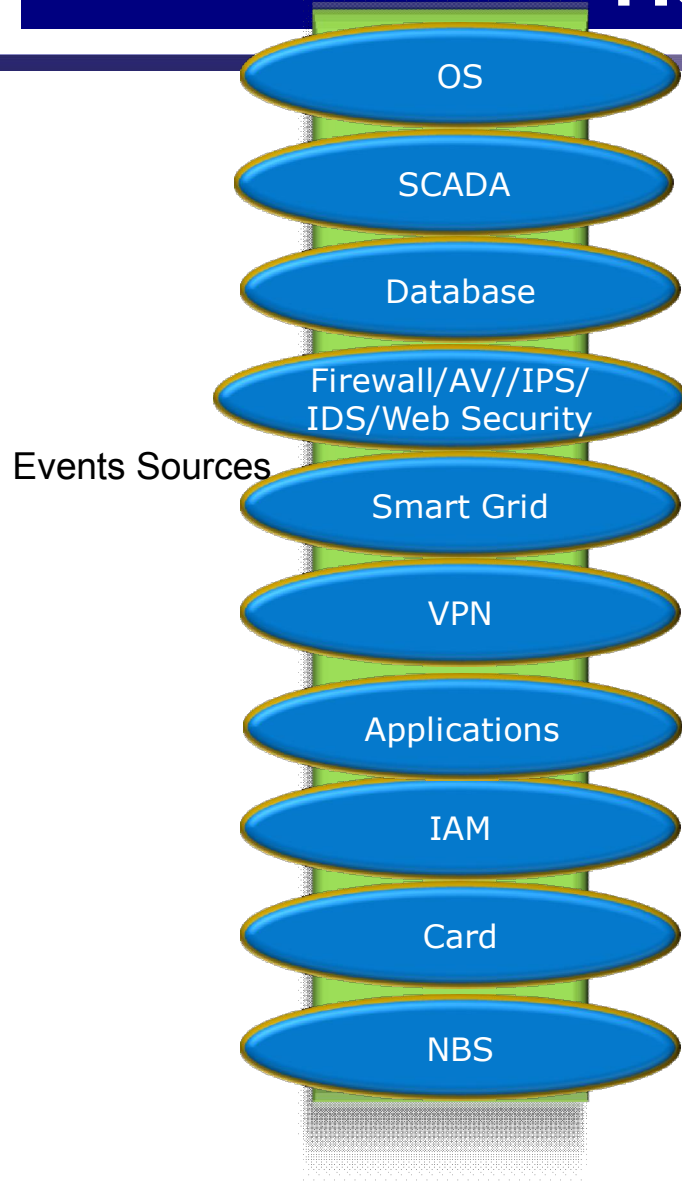 OS
SCADA
Database
Firewall/AV//IPS/
IDS/Web Security
Events Sources
Smart Grid
VPN
Applications
IAM
Card
NBS